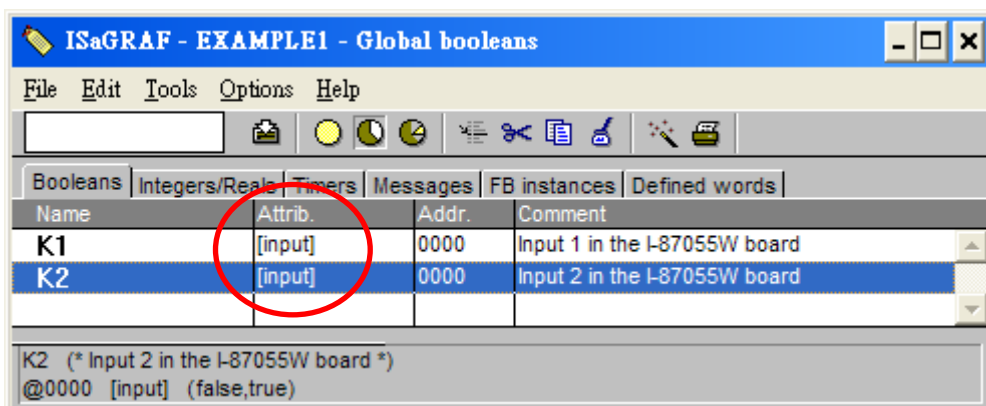 ISaGRAF - EXAMPLE1 - Global booleans
File Edit Tools Options Help
Booleans Integers/Reals Timers Messages FB instances Defined words
Name Attrib. Addr. Comment
K1 [input] 0000 Input 1 in the I-87055W board
K2 [input] 0000 Input 2 in the I-87055W board
K2 (* Input 2 in the I-87055W board *)
@0000 [input] (false,true)